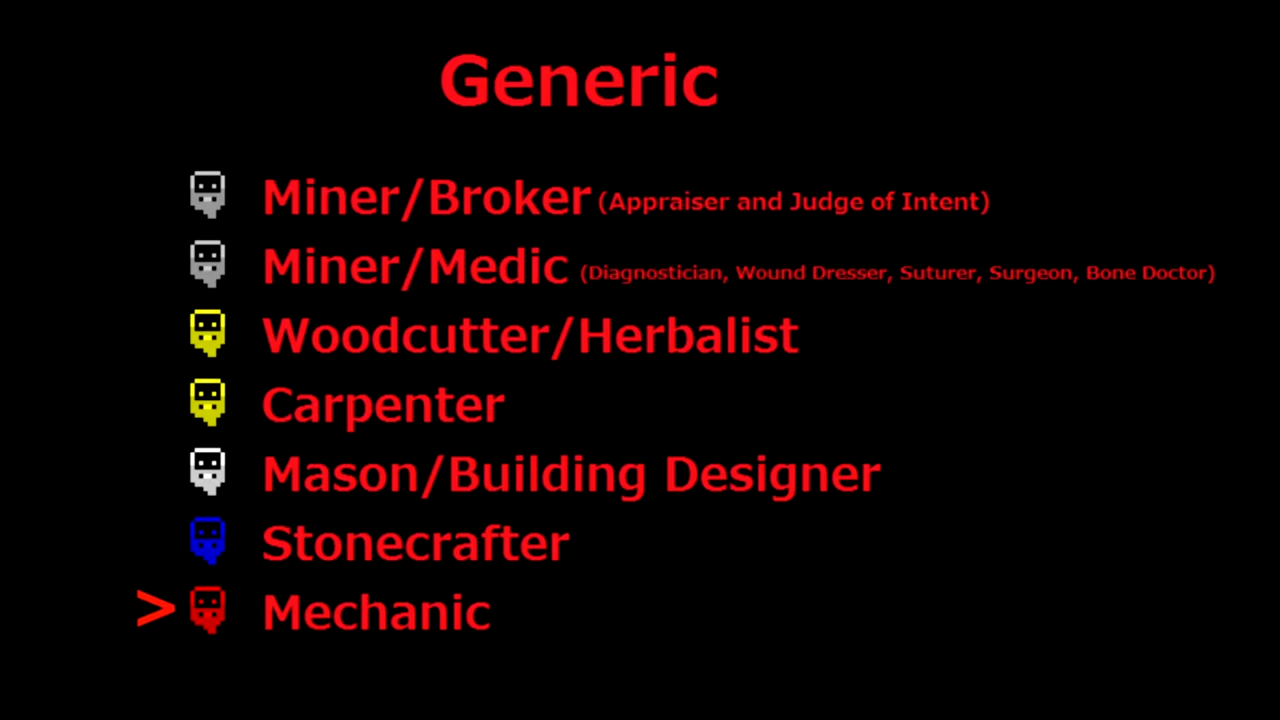 Generic
Miner/Broker (Appraiser and Judge of Intent)
Miner/Medic (Diagnostician, Wound Dresser, Suturer, Surgeon, Bone Doctor)
Woodcutter/Herbalist
Carpenter
Mason/Building Designer
Stonecrafter
> Mechanic